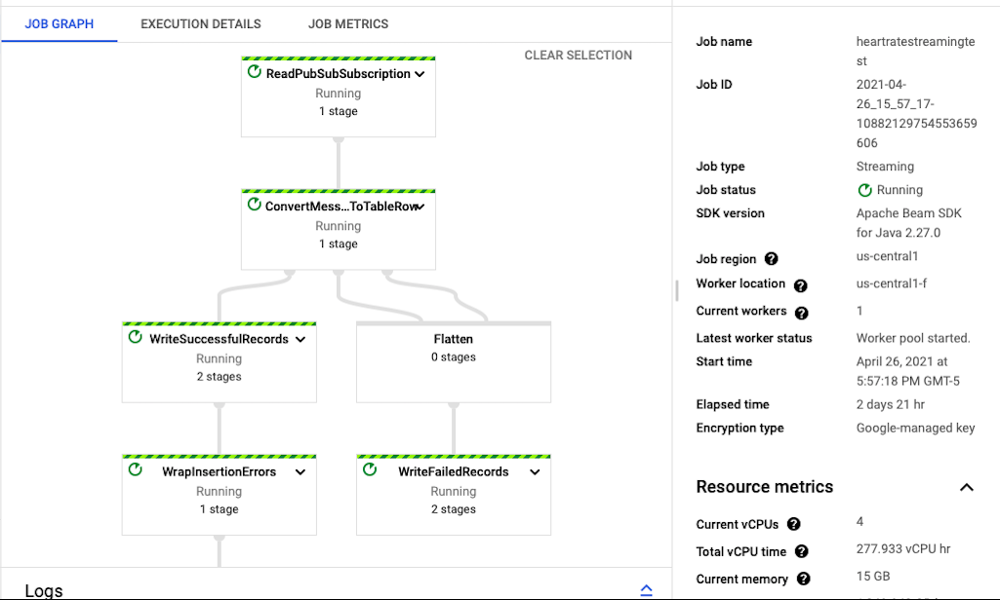 JOB GRAPH
EXECUTION DETAILS
JOB METRICS
CLEAR SELECTION
ReadPubSubSubscription
Running
1 stage
ConvertMess...ToTableRow
Running
1 stage
WriteSuccessfulRecords
Running
2 stages
Flatten
0 stages
WrapInsertionErrors
Running
1 stage
WriteFailedRecords
Running
2 stages
Logs
Job name
heartratestreamingte
st
Job ID
2021-04-
26_15_57_17-
10882129754553659
606
Job type
Streaming
Job status
Running
SDK version
Apache Beam SDK
for Java 2.27.0
Job region ?
us-central1
Worker location ?
us-central1-f
Current workers ?
1
Latest worker status
Worker pool started.
Start time
April 26, 2021 at
5:57:18 PM GMT-5
Elapsed time
2 days 21 hr
Encryption type
Google-managed key
Resource metrics
Current vCPUs ?
4
Total vCPU time ?
277.933 vCPU hr
Current memory ?
15 GB